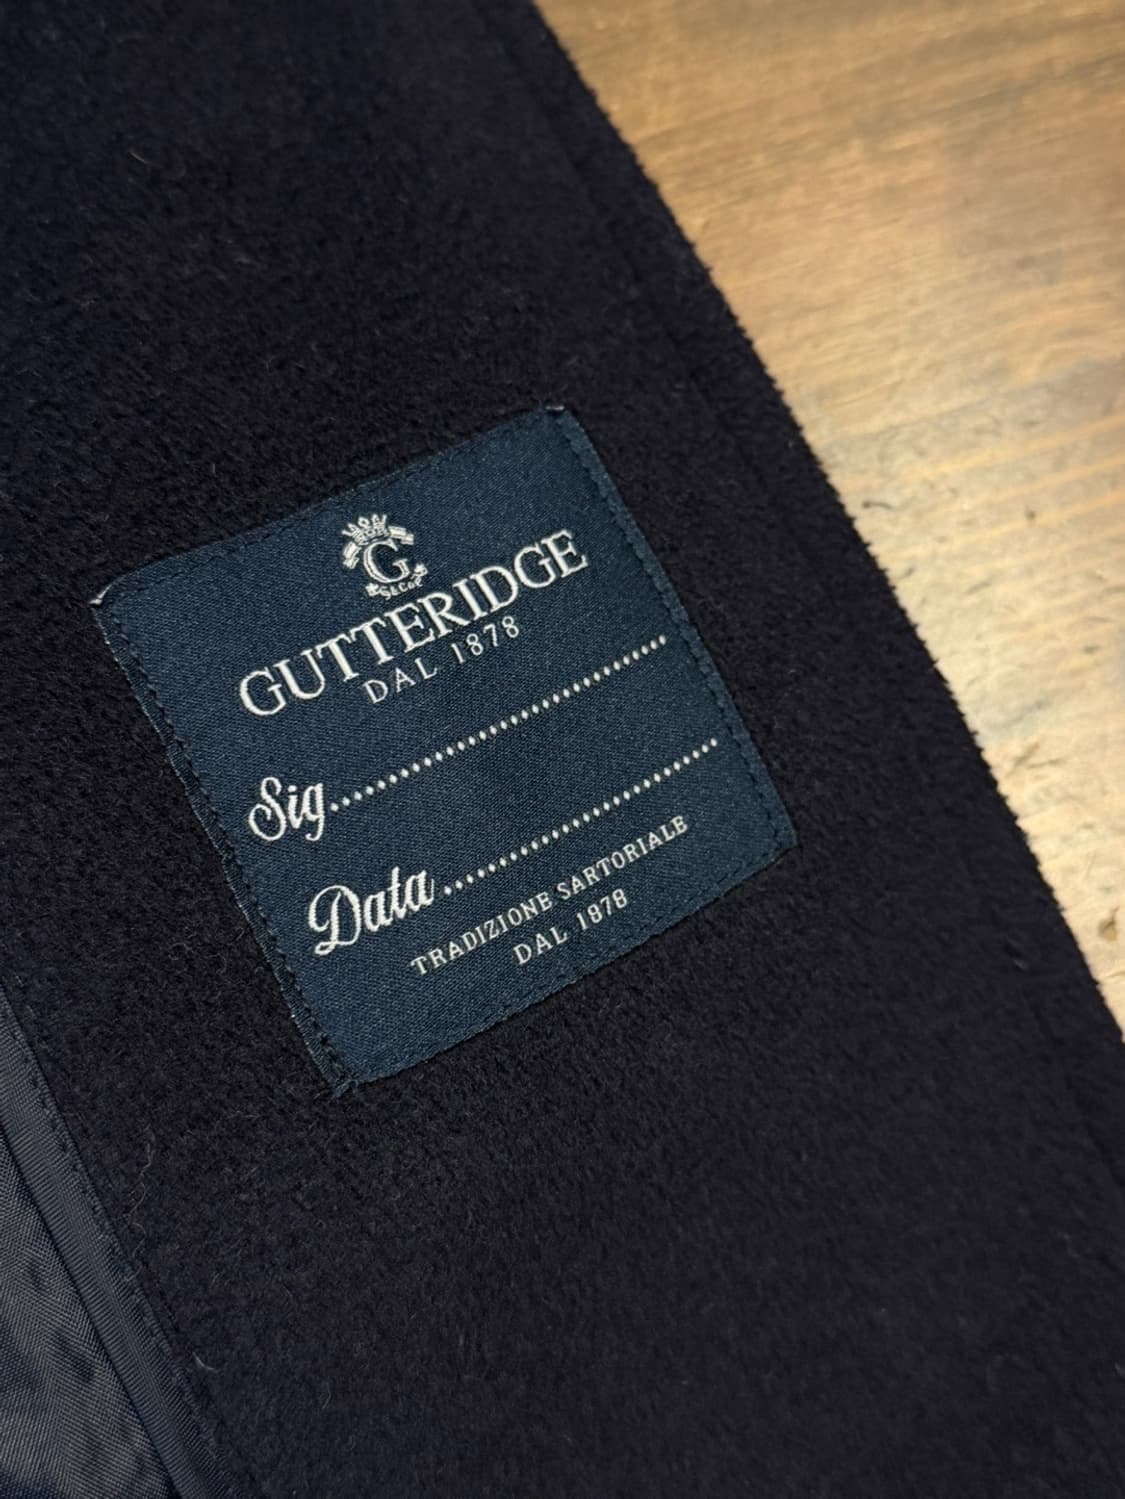 G
GUTTERIDGE
DAL 1878
Sig................................
Data..........................
TRADIZIONE SARTORIALE
DAL 1878